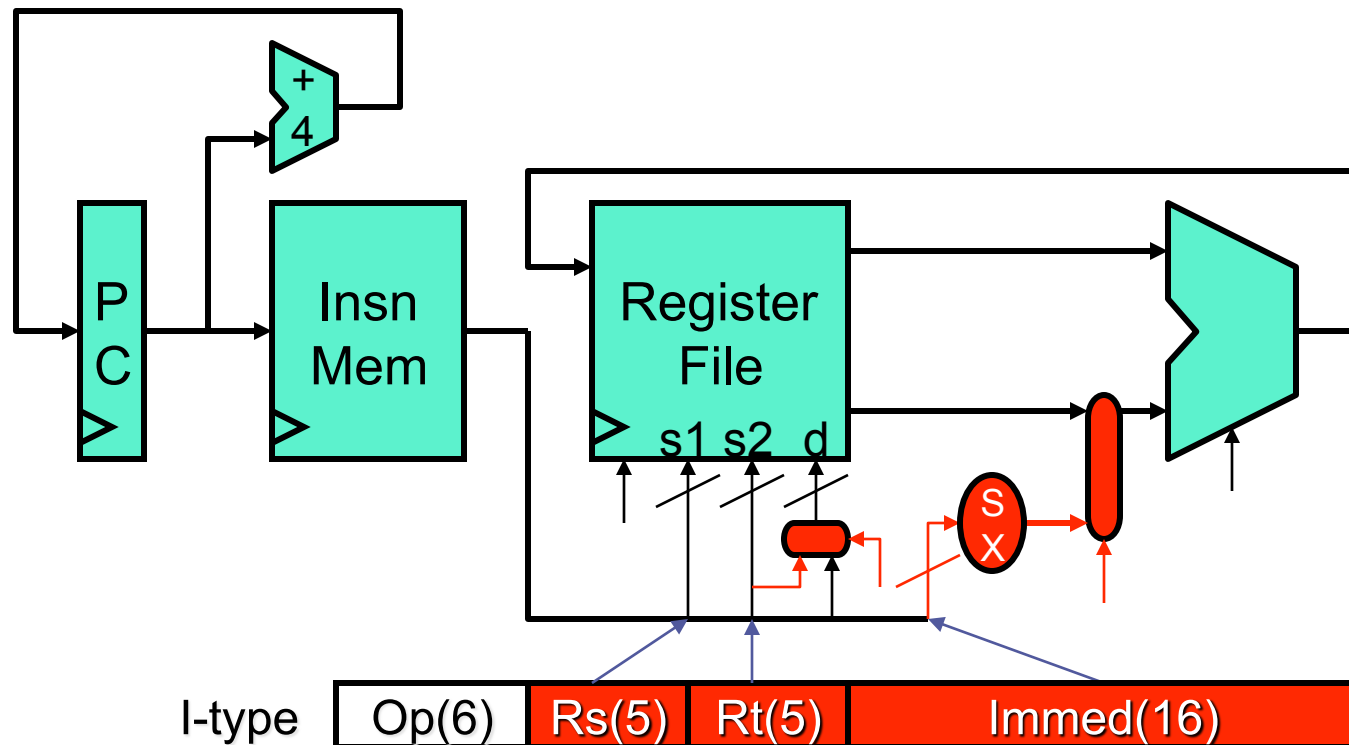 +
4
P
C
Insn
Mem
Register
File
s1 s2 d
S
X
I-type Op(6) Rs(5) Rt(5) Immed(16)